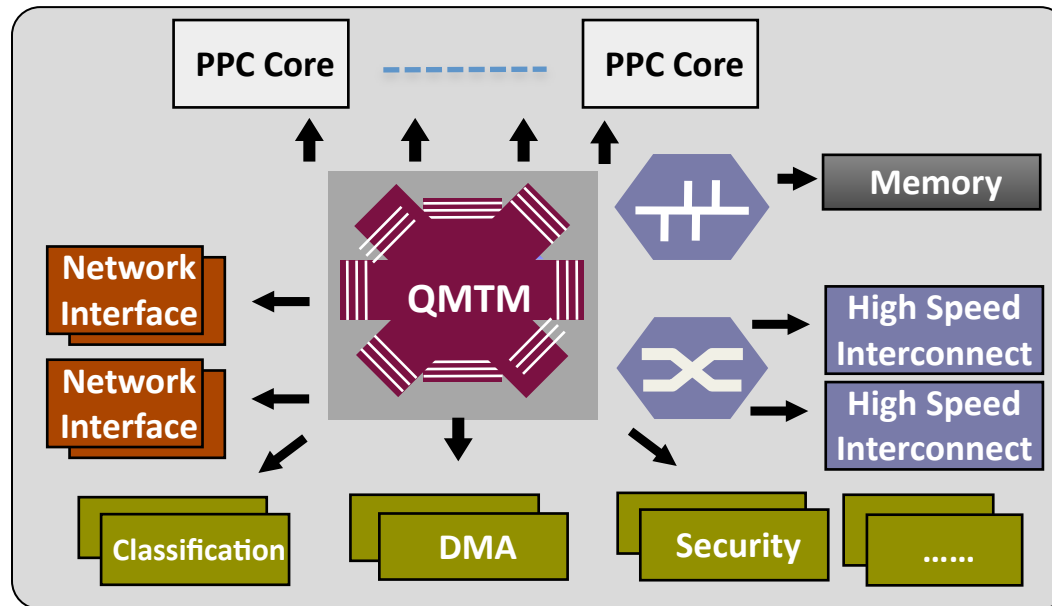 PPC Core
PPC Core
Memory
Network
Interface
QMTM
High Speed
Interconnect
Network
Interface
High Speed
Interconnect
Classification
DMA
Security
......